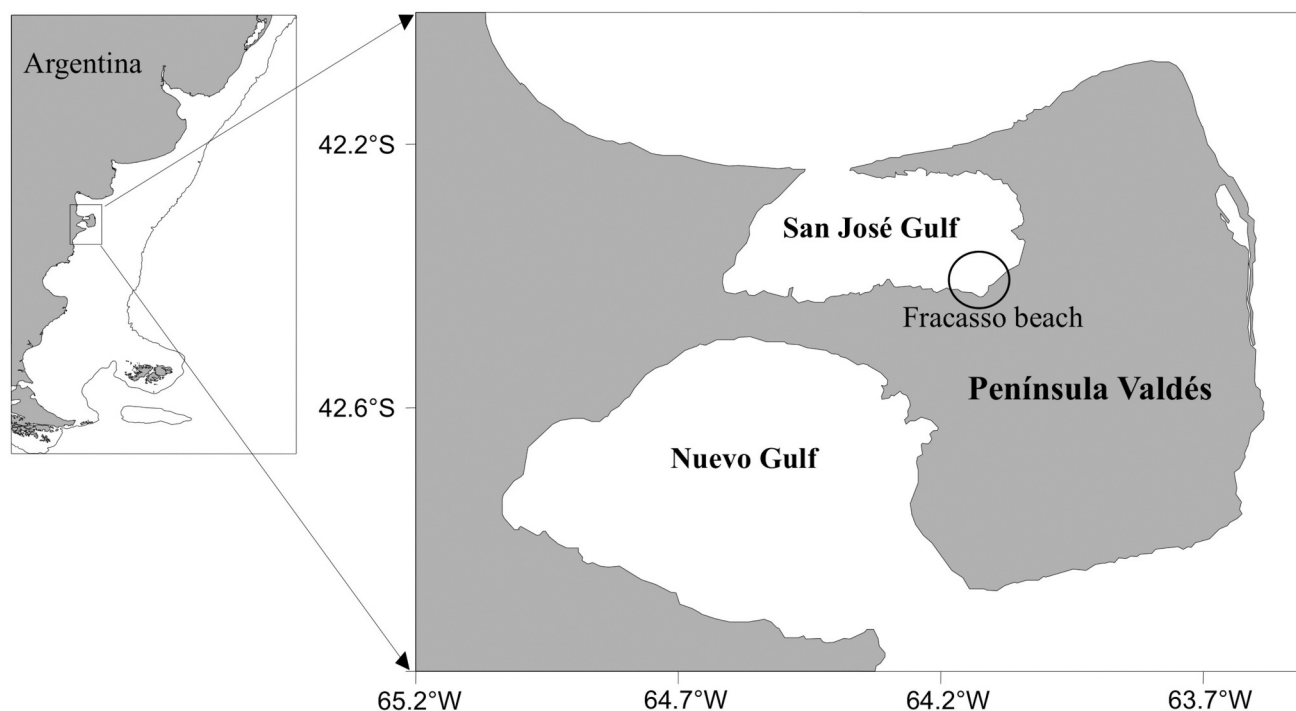 Argentina
42.2°S
42.6°S
San José Gulf
Fracasso beach
Península Valdés
Nuevo Gulf
65.2°W
64.7°W
64.2°W
63.7°W